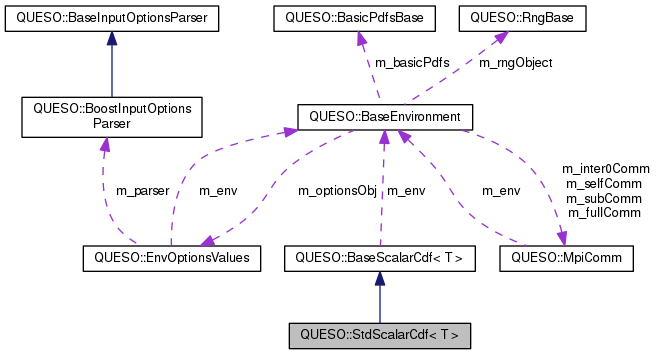 QUESO::BaseInputOptionsParser
QUESO::BasicPdfsBase
QUESO::RngBase
m_basicPdfs
m_rngObject
QUESO::BoostInputOptions
Parser
QUESO::BaseEnvironment
m_parser
m_env
m_optionsObj
m_env
m_env
m_inter0Comm
m_selfComm
m_subComm
m_fullComm
QUESO::EnvOptionsValues
QUESO::BaseScalarCdf< T >
QUESO::MpiComm
QUESO::StdScalarCdf< T >